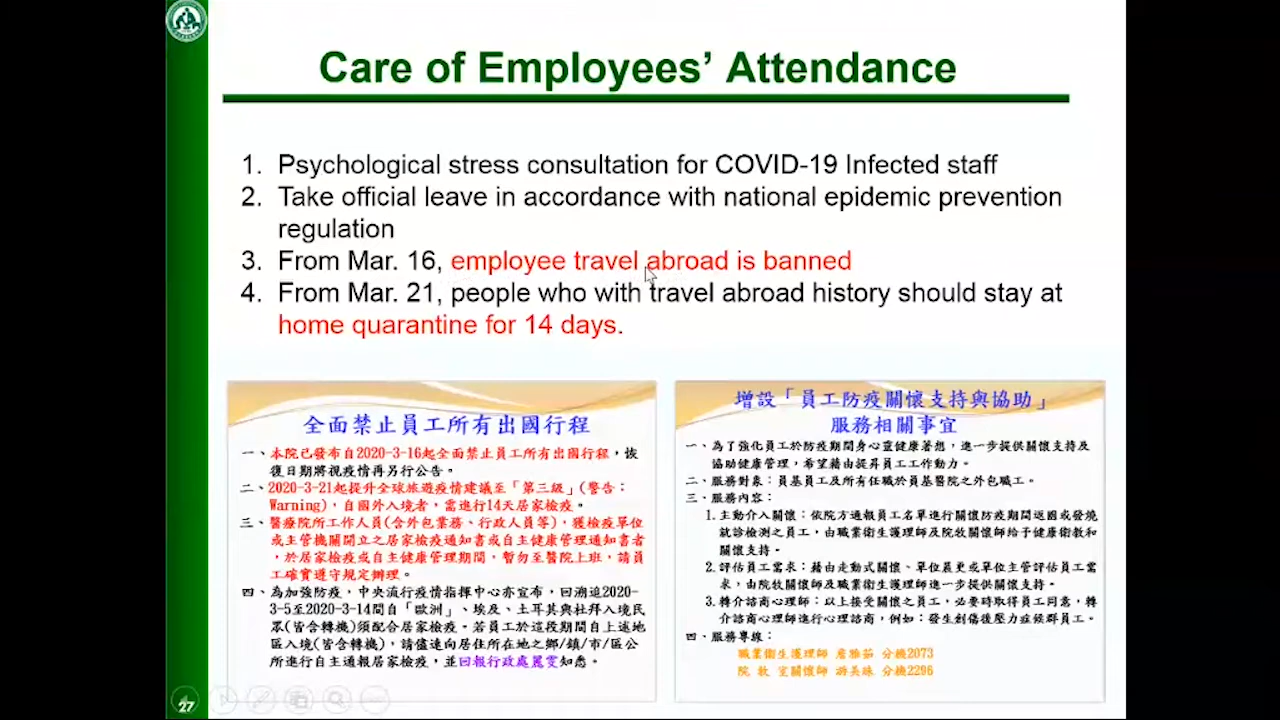 Care of Employees' Attendance
1. Psychological stress consultation for COVID-19 Infected staff
2. Take official leave in accordance with national epidemic prevention
regulation
3. From Mar. 16, employee travel abroad is banned
4. From Mar. 21, people who with travel abroad history should stay at
home quarantine for 14 days.
全面禁止員工所有出國行程
一、本院已發布自2020-3-16起全面禁止員工所有出國行程，恢
復日期將視疫情再另行公告。
二、2020-3-21起提升全球旅遊疫情建議至「第三級」(警告：
Warning)，自國外入境者，需進行14天居家檢疫。
三、醫療院所工作人員(含外包業務、行政人員等)，獲檢疫單位
或主管機關開立之居家檢疫通知書或自主健康管理通知書者
，於居家檢疫或自主健康管理期間，暫勿至醫院上班，請員
工確實遵守規定辦理。
四、為加強防疫，中央流行疫情指揮中心亦宣布，回溯追2020-
3-5至2020-3-14間自「歐洲」、埃及、土耳其與杜拜入境民
眾(皆含轉機)須配合居家檢疫。若員工於這段期間自上述地
區入境(皆含轉機)，請儘速向居住所在地之鄉/鎮/市/區公
所進行自主通報居家檢疫，並回報行政處麗雯知悉。
增設「員工防疫關懷支持與協助」
服務相關事宜
一、為了強化員工於防疫期間身心靈健康著想，進一步提供關懷支持及
協助健康管理，希望藉由提昇員工工作動力。
二、服務對象：員基員工及所有任職於員基醫院之外包職工。
三、服務內容：
1.主動介入關懷：依院方通報員工名單進行關懷防疫期間返國或發燒
就診檢測之員工，由職業衛生護理師及院牧關懷師給予健康衛教和
關懷支持。
2.評估員工需求：藉由走動式關懷、單位晨更或單位主管評估員工需
求，由院牧關懷師及職業衛生護理師進一步提供關懷支持。
3.轉介諮商心理師：以上接受關懷之員工，必要時取得員工同意，轉
介諮商心理師進行心理諮商，例如：發生創傷後壓力症候群員工。
四、服務專線：
職業衛生護理師 詹雅茹 分機2073
院 牧 室關懷師 游美珠 分機2296
27